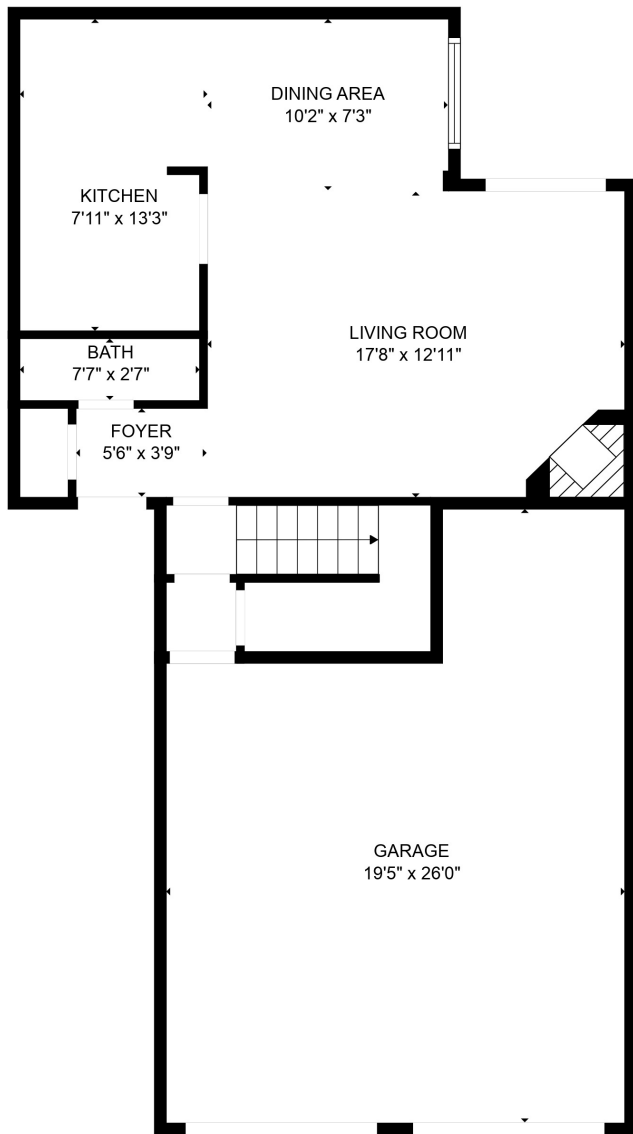 DINING AREA
10'2" x 7'3"
KITCHEN
7'11" x 13'3"
LIVING ROOM
17'8" x 12'11"
BATH
7'7" x 2'7"
FOYER
5'6" x 3'9"
GARAGE
19'5" x 26'0"